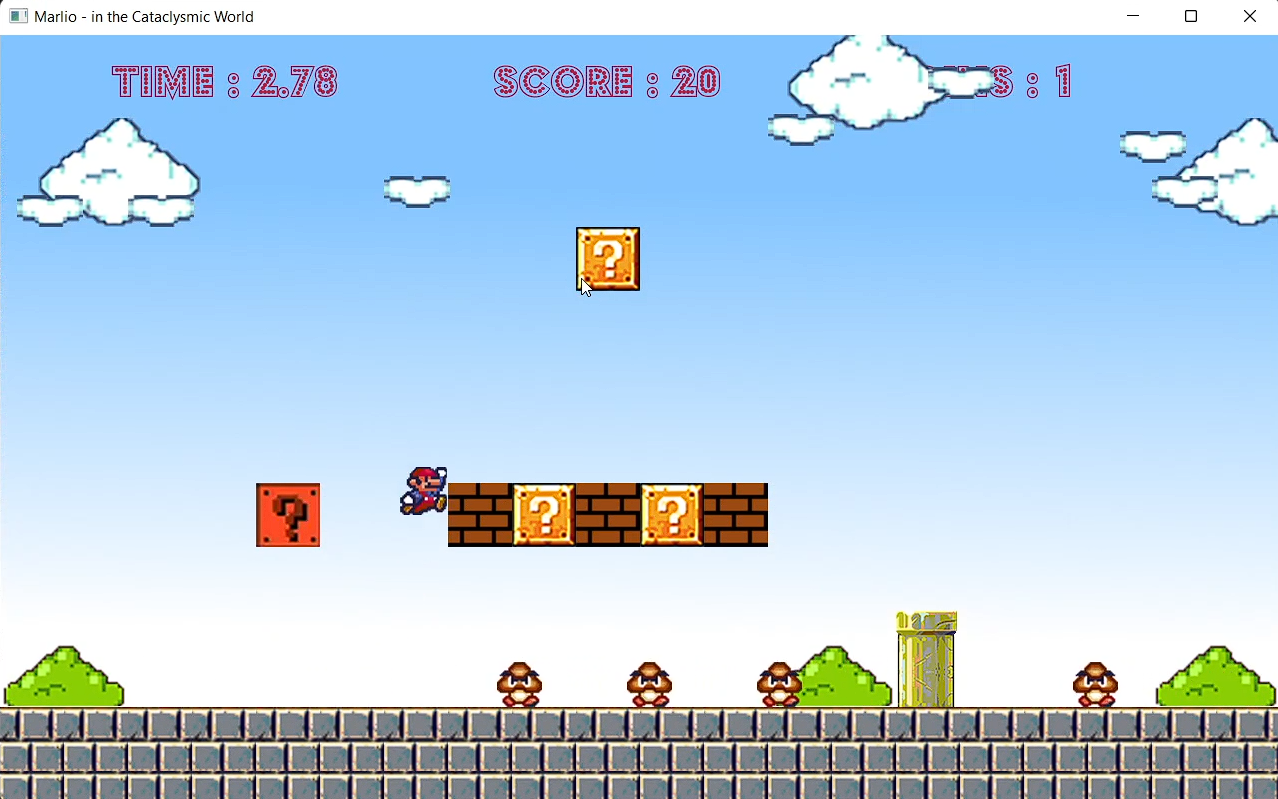 Marlio - in the Cataclysmic World
TIME : 2.78
SCORE : 20
: 1
?
?
? ?